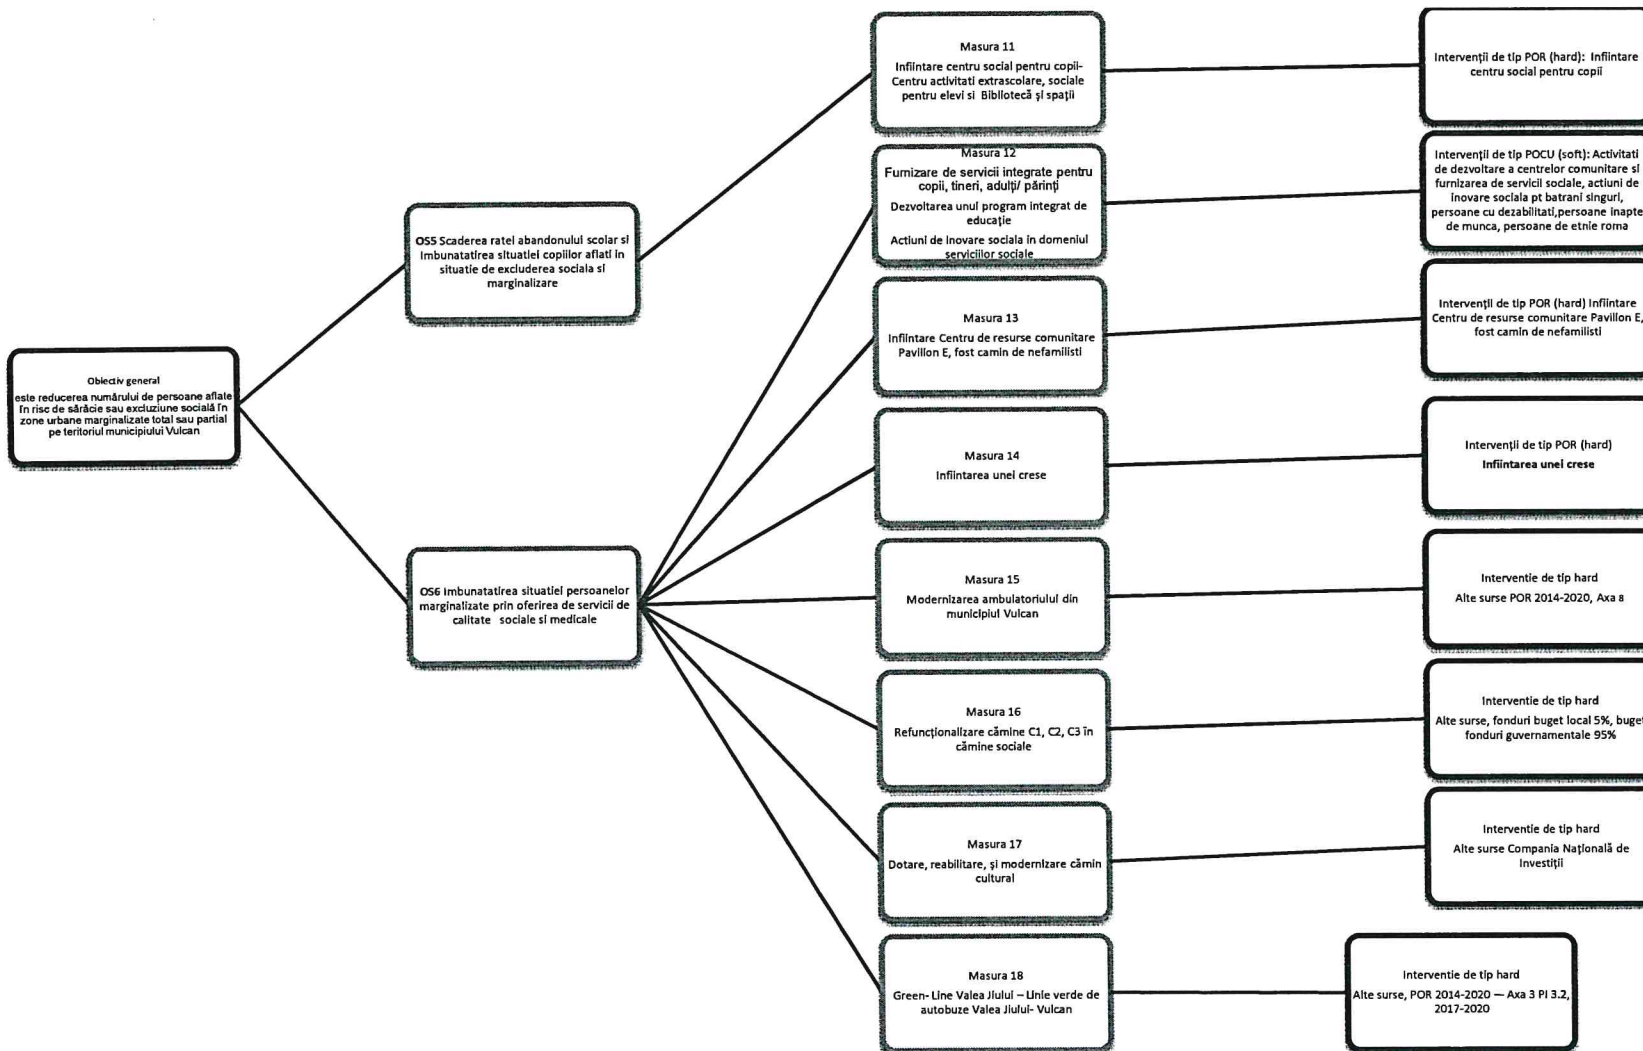 Obiectiv general
este reducerea numărului de persoane aflate
în risc de sărăcie sau excluziune socială în
zone urbane marginalizate total sau partial
pe teritoriul municipiului Vulcan
OS5 Scaderea ratei abandonului scolar si
Imbunatatirea situatiei copiilor aflati in
situatie de excluderea sociala si
marginalizare
OS6 Imbunatatirea situatiei persoanelor
marginalizate prin oferirea de servicii de
calitate sociale si medicale
Masura 11
Infiintare centru social pentru copii-
Centru activitati extrascolare, sociale
pentru elevi si Bibliotecă și spații
Masura 12
Furnizare de servicii integrate pentru
copii, tineri, adulți/ părinți
Dezvoltarea unui program integrat de
educație
Actiuni de inovare sociala in domeniul
serviciilor sociale
Masura 13
Infiintare Centru de resurse comunitare
Pavilion E, fost camin de nefamilisti
Masura 14
Infiintarea unei crese
Masura 15
Modernizarea ambulatoriului din
municipiul Vulcan
Masura 16
Refuncționalizare cămine C1, C2, C3 în
cămine sociale
Masura 17
Dotare, reabilitare, și modernizare cămin
cultural
Masura 18
Green- Line Valea Jiului – Linie verde de
autobuze Valea Jiului- Vulcan
Intervenții de tip POR (hard): Infiintare
centru social pentru copii
Intervenții de tip POCU (soft): Activitati
de dezvoltare a centrelor comunitare si
furnizarea de servicii sociale, actiuni de
inovare sociala pt batrani singuri,
persoane cu dezabilitati,persoane inapte
de munca, persoane de etnie roma
Intervenții de tip POR (hard) Infiintare
Centru de resurse comunitare Pavilion E,
fost camin de nefamilisti
Intervenții de tip POR (hard)
Infiintarea unei crese
Interventie de tip hard
Alte surse POR 2014-2020, Axa 8
Interventie de tip hard
Alte surse, fonduri buget local 5%, buget
fonduri guvernamentale 95%
Interventie de tip hard
Alte surse Compania Națională de
Investiții
Interventie de tip hard
Alte surse, POR 2014-2020 — Axa 3 PI 3.2,
2017-2020